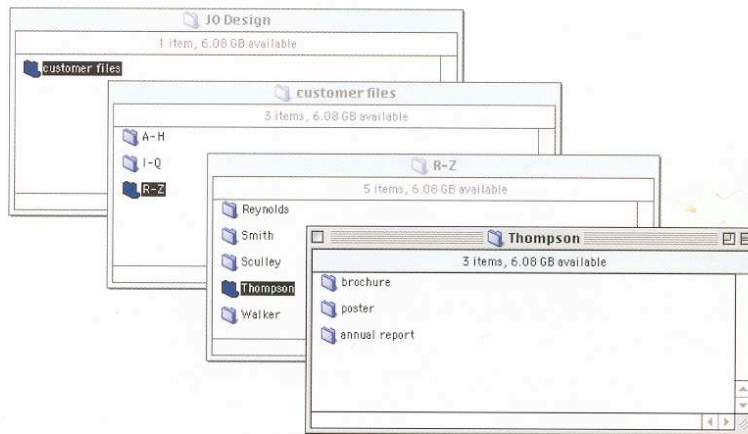 JO Design
1 item, 6.08 GB available
customer files
customer files
3 items, 6.08 GB available
A-H
I-Q
R-Z
R-Z
5 items, 6.08 GB available
Reynolds
Smith
Sculley
Thompson
Walker
Thompson
3 items, 6.08 GB available
brochure
poster
annual report